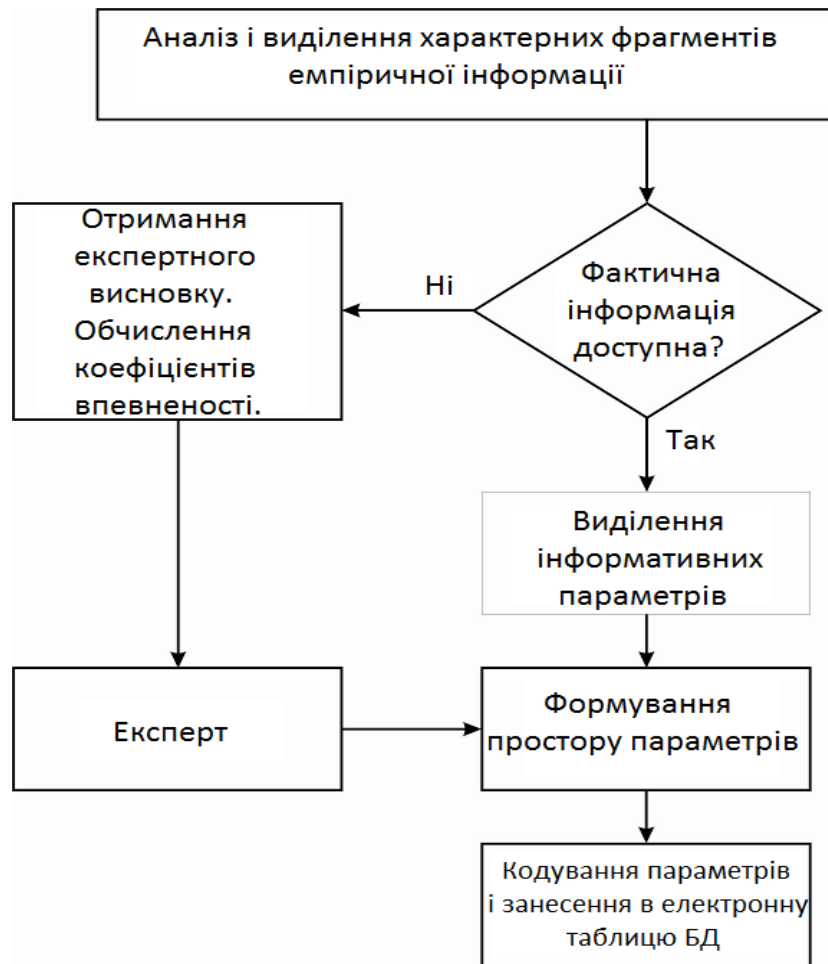 Аналіз і виділення характерних фрагментів
емпіричної інформації
Отримання
експертного
висновку.
Обчислення
коефіцієнтів
впевненості.
Ні
Фактична
інформація
доступна?
Так
Виділення
інформативних
параметрів
Експерт
Формування
простору параметрів
Кодування параметрів
і занесення в електронну
таблицю БД